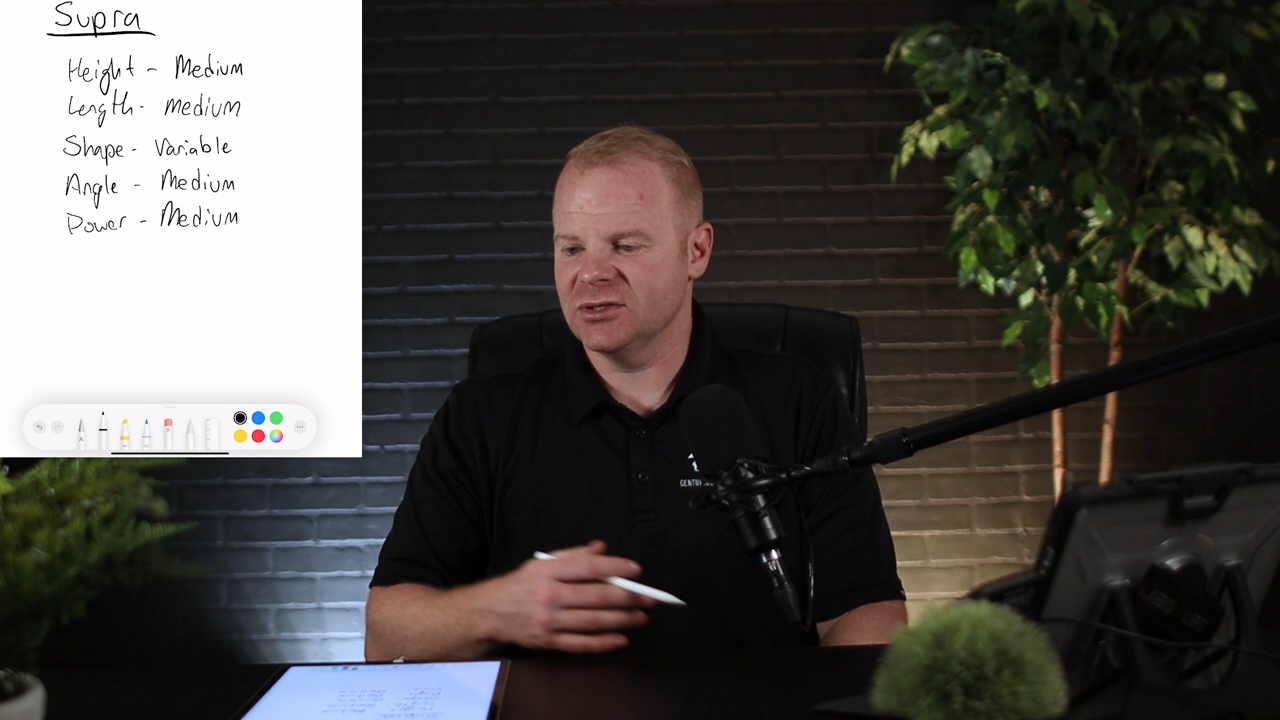 Supra
Height - Medium
Length - medium
Shape - Variable
Angle - Medium
Power - Medium